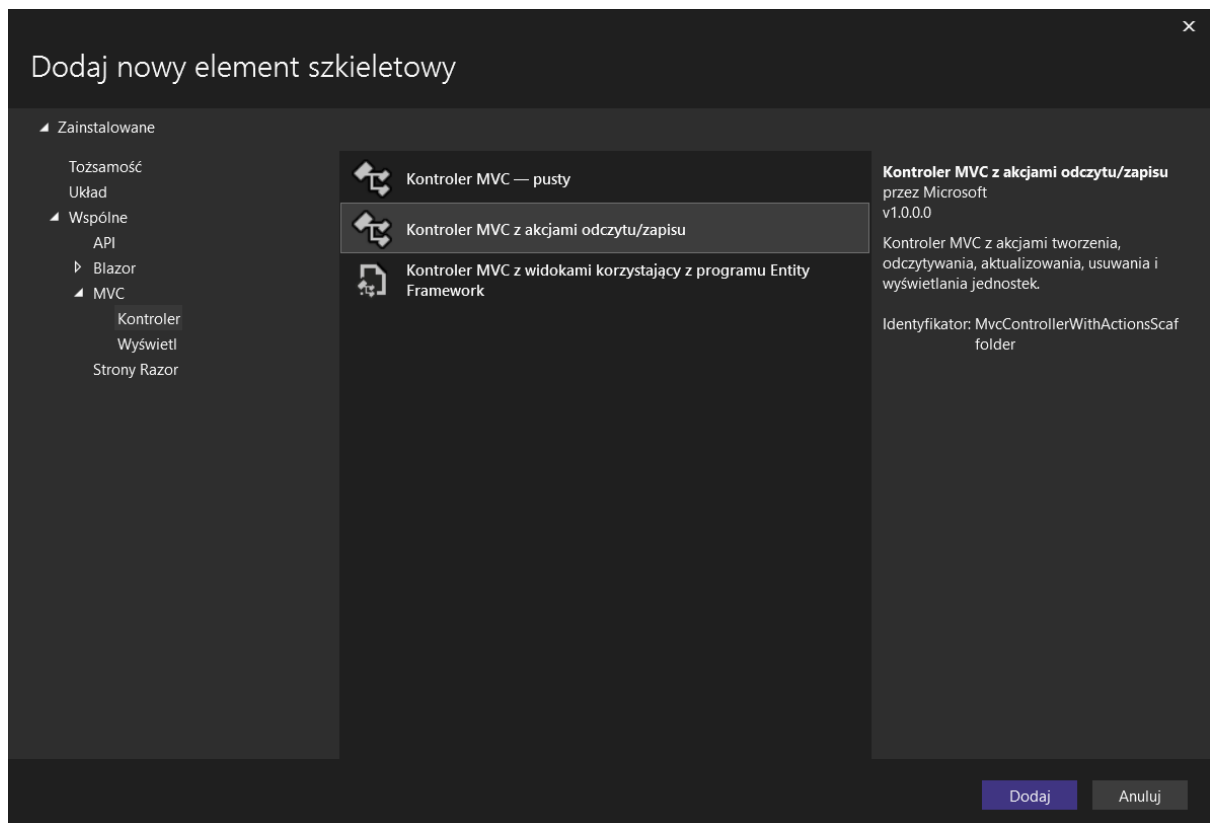 Dodaj nowy element szkieletowy
Zainstalowane
Tożsamość
Układ
Wspólne
API
Blazor
MVC
Kontroler
Wyświetl
Strony Razor
Kontroler MVC — pusty
Kontroler MVC z akcjami odczytu/zapisu
Kontroler MVC z widokami korzystający z programu Entity
Framework
Kontroler MVC z akcjami odczytu/zapisu
przez Microsoft
v1.0.0.0
Kontroler MVC z akcjami tworzenia,
odczytywania, aktualizowania, usuwania i
wyświetlania jednostek.
Identyfikator: MvcControllerWithActionsScaf
folder
Dodaj
Anuluj